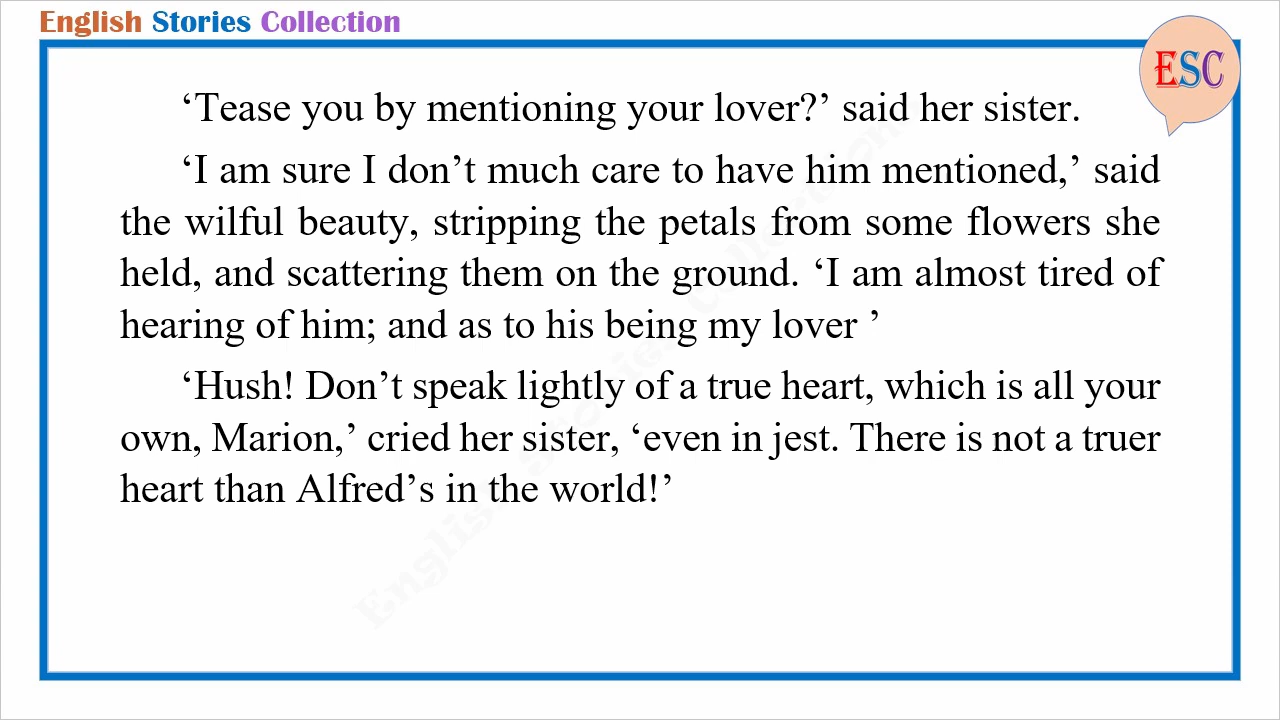 English Stories Collection
ESC
‘Tease you by mentioning your lover?’ said her sister.
‘I am sure I don’t much care to have him mentioned,’ said
the wilful beauty, stripping the petals from some flowers she
held, and scattering them on the ground. ‘I am almost tired of
hearing of him; and as to his being my lover ’
‘Hush! Don’t speak lightly of a true heart, which is all your
own, Marion,’ cried her sister, ‘even in jest. There is not a truer
heart than Alfred’s in the world!’
English Stories Collection